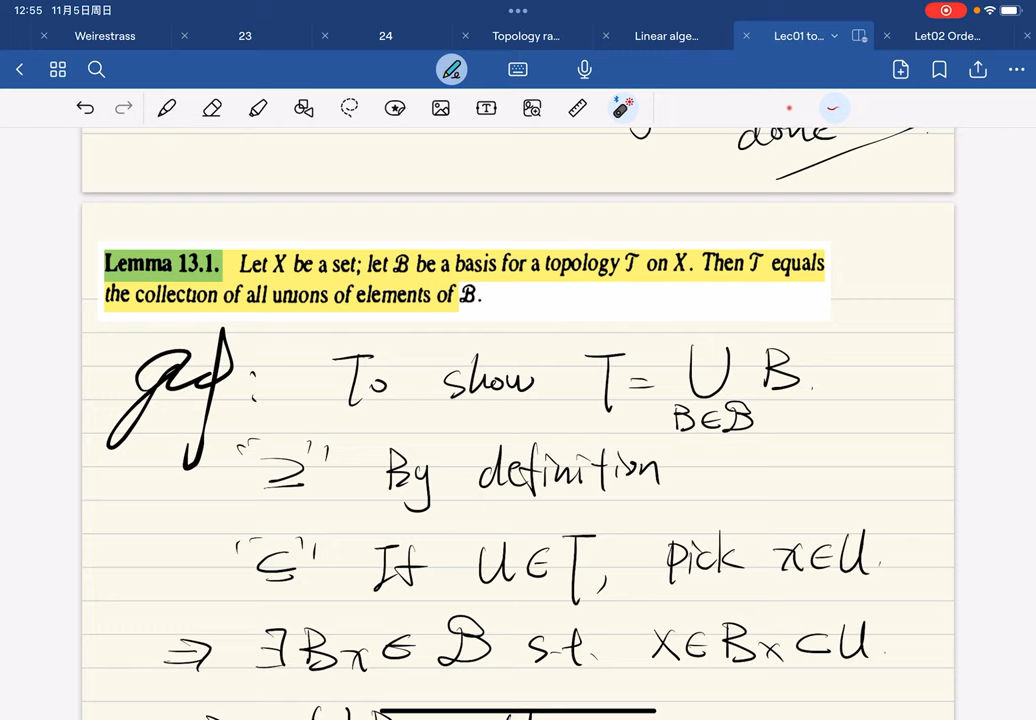 12:55 11月5日周日
Weirestrass 23 24 Topology ra... Linear alge... Lec01 to... Let02 Orde...
done
Lemma 13.1. Let X be a set; let ℬ be a basis for a topology 𝒯 on X. Then 𝒯 equals
the collection of all unions of elements of ℬ.
: To show T = ∪ B.
B∈ℬ
"⊇" By definition
"⊆" If U∈T, pick x∈U.
⇒ ∃Bx ∈ ℬ s.t. x∈Bx⊂U.